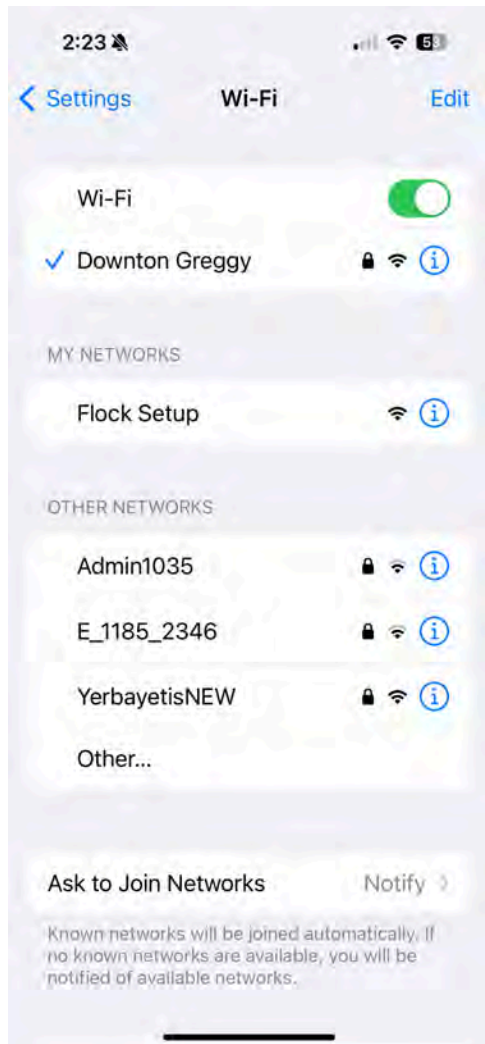 2:23
53
Settings
Wi-Fi
Edit
Wi-Fi
Downton Greggy
MY NETWORKS
Flock Setup
OTHER NETWORKS
Admin1035
E_1185_2346
YerbayetisNEW
Other...
Ask to Join Networks
Notify
Known networks will be joined automatically. If
no known networks are available, you will be
notified of available networks.